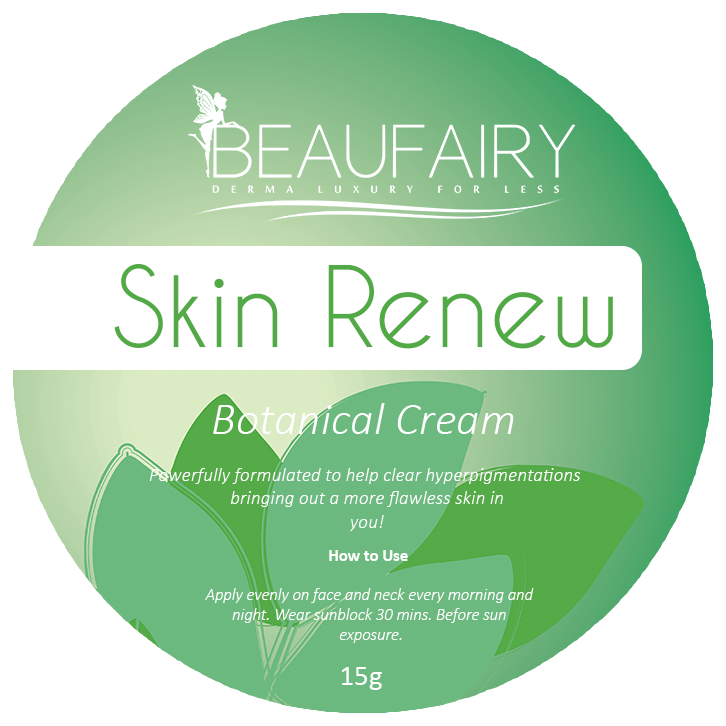 BEAUFAIRY
DERMA LUXURY FOR LESS
Skin Renew
Botanical Cream
Powerfully formulated to help clear hyperpigmentations
bringing out a more flawless skin in
you!
How to Use
Apply evenly on face and neck every morning and
night. Wear sunblock 30 mins. Before sun
exposure.
15g